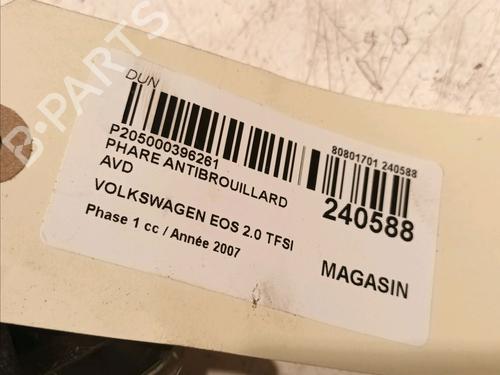 DUN
P205000396261
PHARE ANTIBROUILLARD
AVD
VOLKSWAGEN EOS 2.0 TFSI
Phase 1 cc / Année 2007
80801701 240588
240588
MAGASIN
B-PARTS